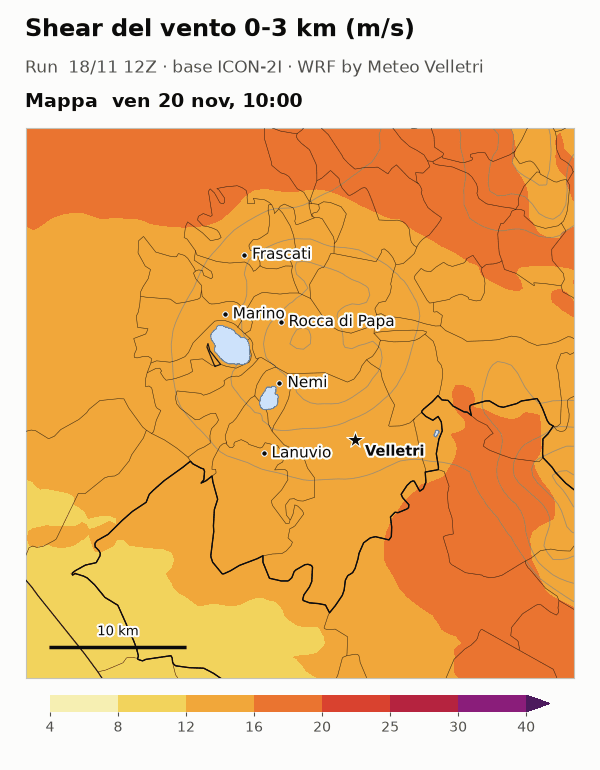 Shear del vento 0-3 km (m/s)
Run  18/11 12Z · base ICON-2I · WRF by Meteo Velletri
Mappa  ven 20 nov, 10:00
Frascati
Marino
Rocca di Papa
Nemi
Velletri
Lanuvio
10 km
4 8 12 16 20 25 30 40